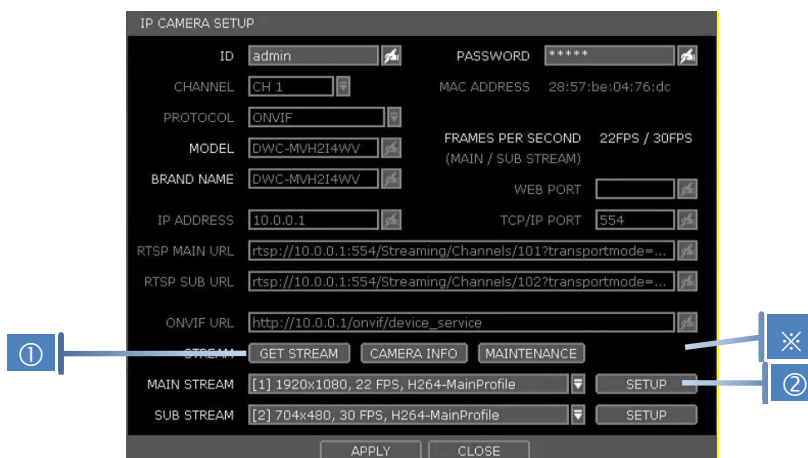 IP CAMERA SETUP
ID admin PASSWORD *****
CHANNEL CH 1 MAC ADDRESS 28:57:be:04:76:dc
PROTOCOL ONVIF
MODEL DWC-MVH2I4WV FRAMES PER SECOND 22FPS / 30FPS
(MAIN / SUB STREAM)
BRAND NAME DWC-MVH2I4WV WEB PORT
IP ADDRESS 10.0.0.1 TCP/IP PORT 554
RTSP MAIN URL rtsp://10.0.0.1:554/Streaming/Channels/101?transportmode=...
RTSP SUB URL rtsp://10.0.0.1:554/Streaming/Channels/102?transportmode=...
ONVIF URL http://10.0.0.1/onvif/device_service
※
① STREAM GET STREAM CAMERA INFO MAINTENANCE
MAIN STREAM [1] 1920x1080, 22 FPS, H264-MainProfile SETUP ②
SUB STREAM [2] 704x480, 30 FPS, H264-MainProfile SETUP
APPLY CLOSE